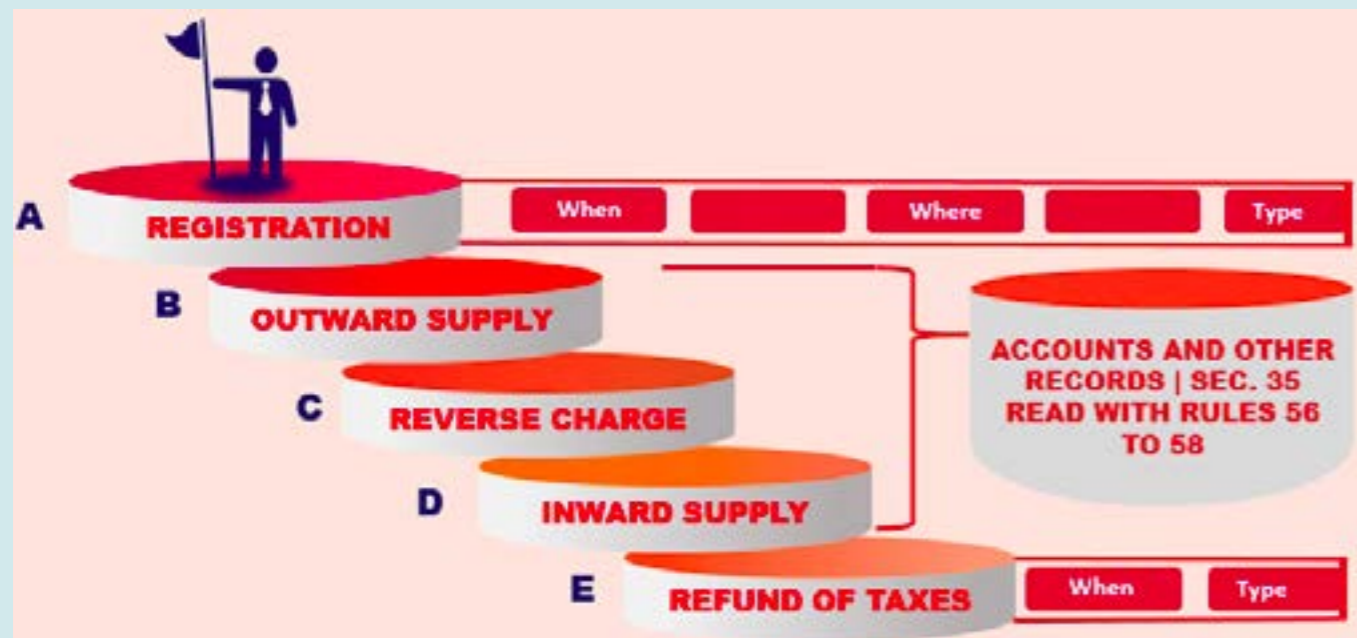 A
REGISTRATION
When
Where
Type
B
OUTWARD SUPPLY
C
REVERSE CHARGE
D
INWARD SUPPLY
ACCOUNTS AND OTHER
RECORDS | SEC. 35
READ WITH RULES 56
TO 58
E
REFUND OF TAXES
When
Type